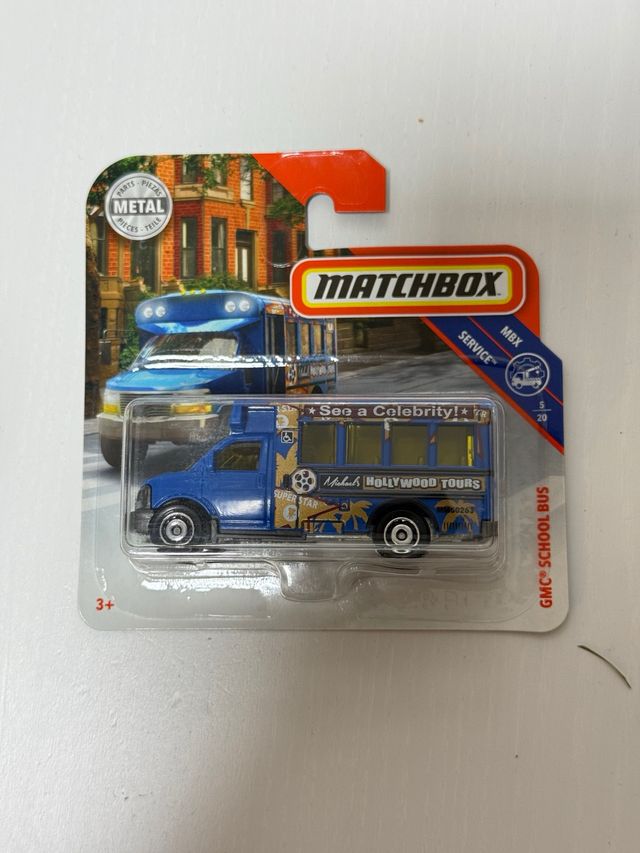 PARTS · PIEZAS
METAL
PIÈCES · TEILE
MATCHBOX
MBX
SERVICE
5
20
★ See a Celebrity! ★
Michael's HOLLYWOOD TOURS
SUPER STAR
GMC® SCHOOL BUS
3+